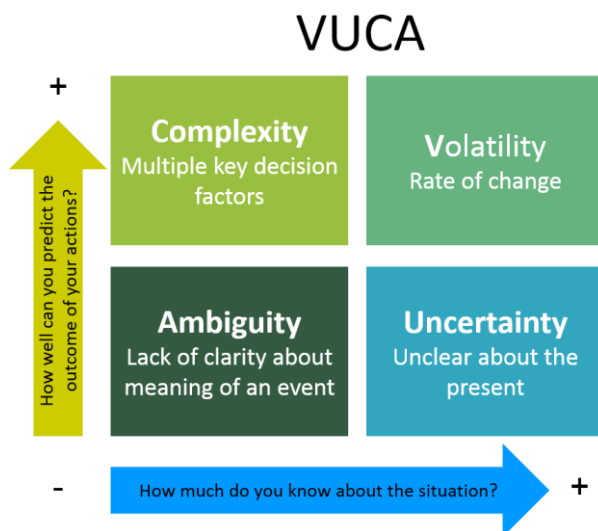 VUCA
+
Complexity
Multiple key decision
factors
Volatility
Rate of change
How well can you predict the
outcome of your actions?
Ambiguity
Lack of clarity about
meaning of an event
Uncertainty
Unclear about the
present
-
How much do you know about the situation?
+